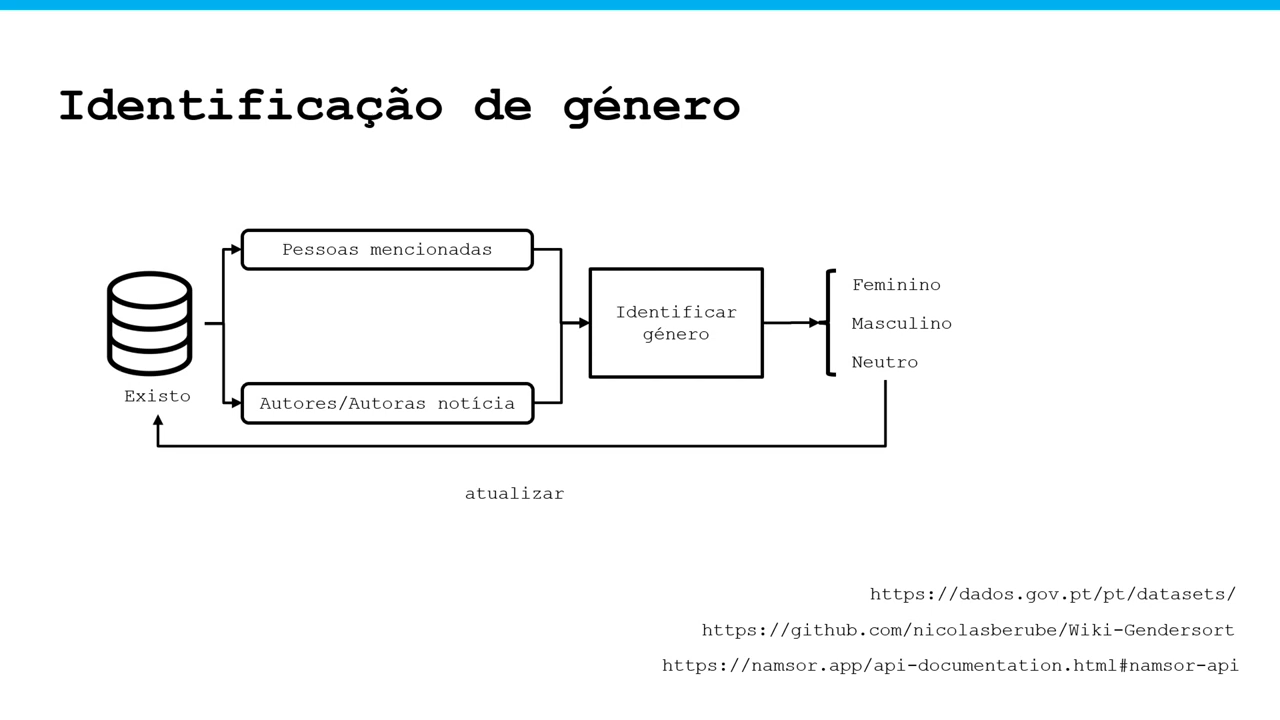 Identificação de género
Pessoas mencionadas
Existo
Autores/Autoras notícia
Identificar
género
Feminino
Masculino
Neutro
atualizar
https://dados.gov.pt/pt/datasets/
https://github.com/nicolasberube/Wiki-Gendersort
https://namsor.app/api-documentation.html#namsor-api